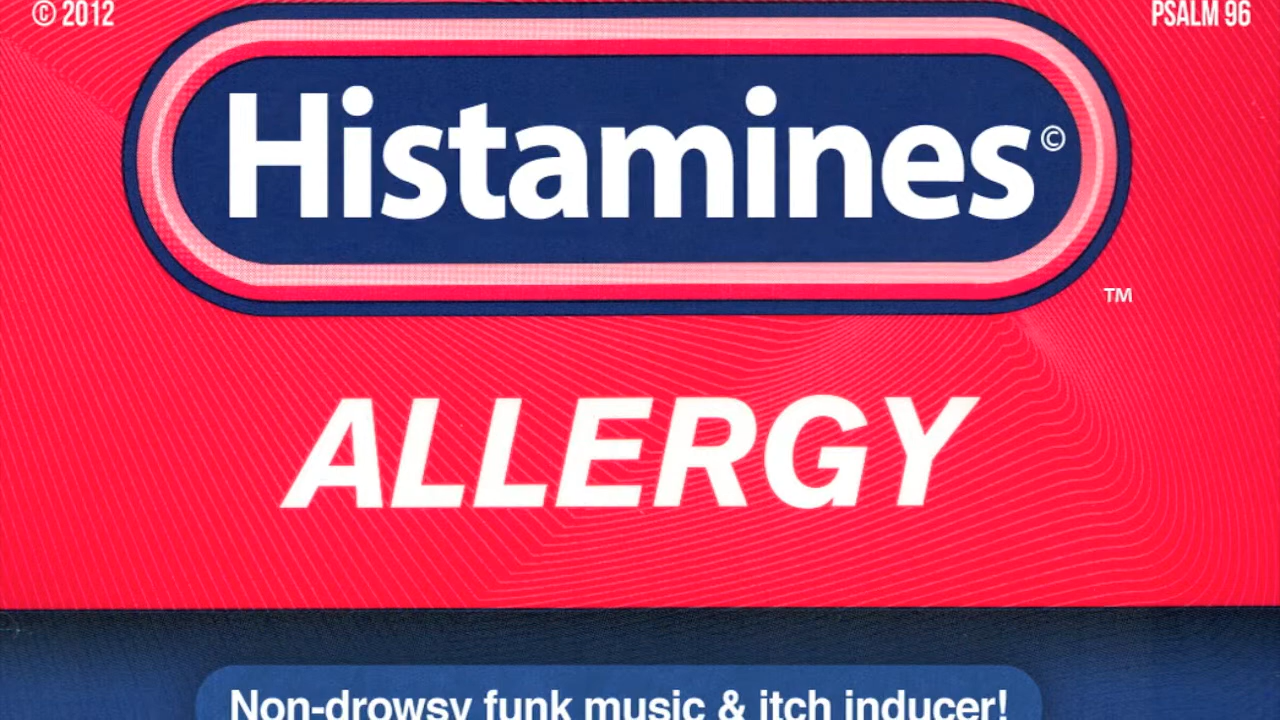 © 2012
PSALM 96
Histamines©
TM
ALLERGY
Non-drowsy funk music & itch inducer!